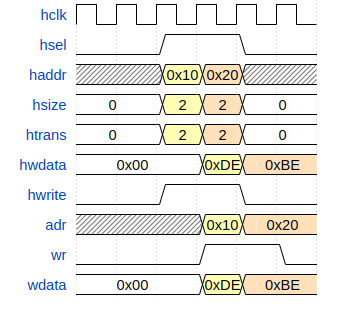 hclk
hsel
haddr 0x10 0x20
hsize 0 2 2 0
htrans 0 2 2 0
hwdata 0x00 0xDE 0xBE
hwrite
adr 0x10 0x20
wr
wdata 0x00 0xDE 0xBE